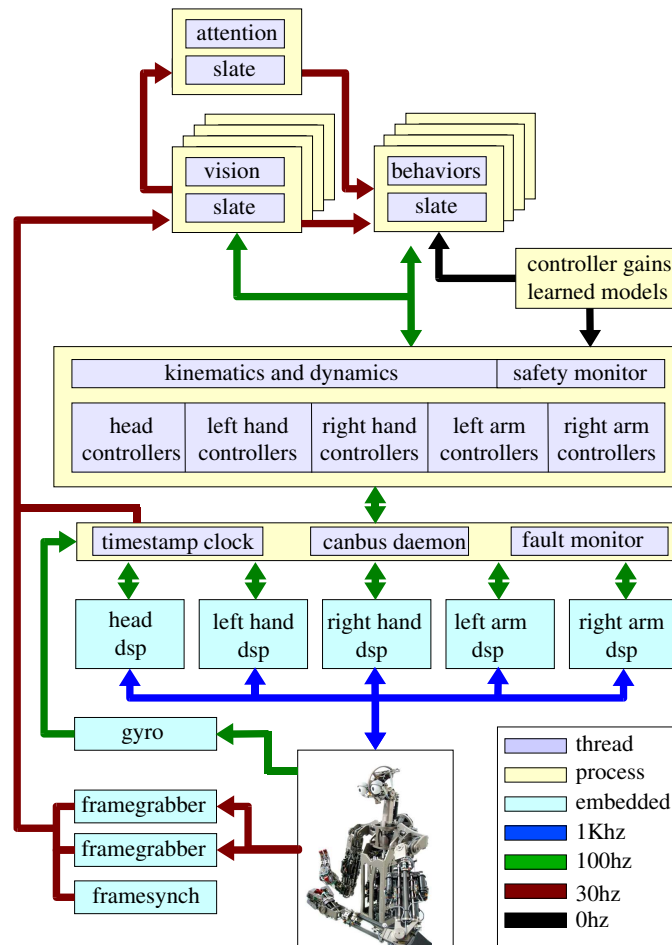 attention
slate
vision
slate
behaviors
slate
controller gains
learned models
kinematics and dynamics
safety monitor
head
controllers
left hand
controllers
right hand
controllers
left arm
controllers
right arm
controllers
timestamp clock
canbus daemon
fault monitor
head
dsp
left hand
dsp
right hand
dsp
left arm
dsp
right arm
dsp
gyro
framegrabber
framegrabber
framesynch
thread
process
embedded
1Khz
100hz
30hz
0hz